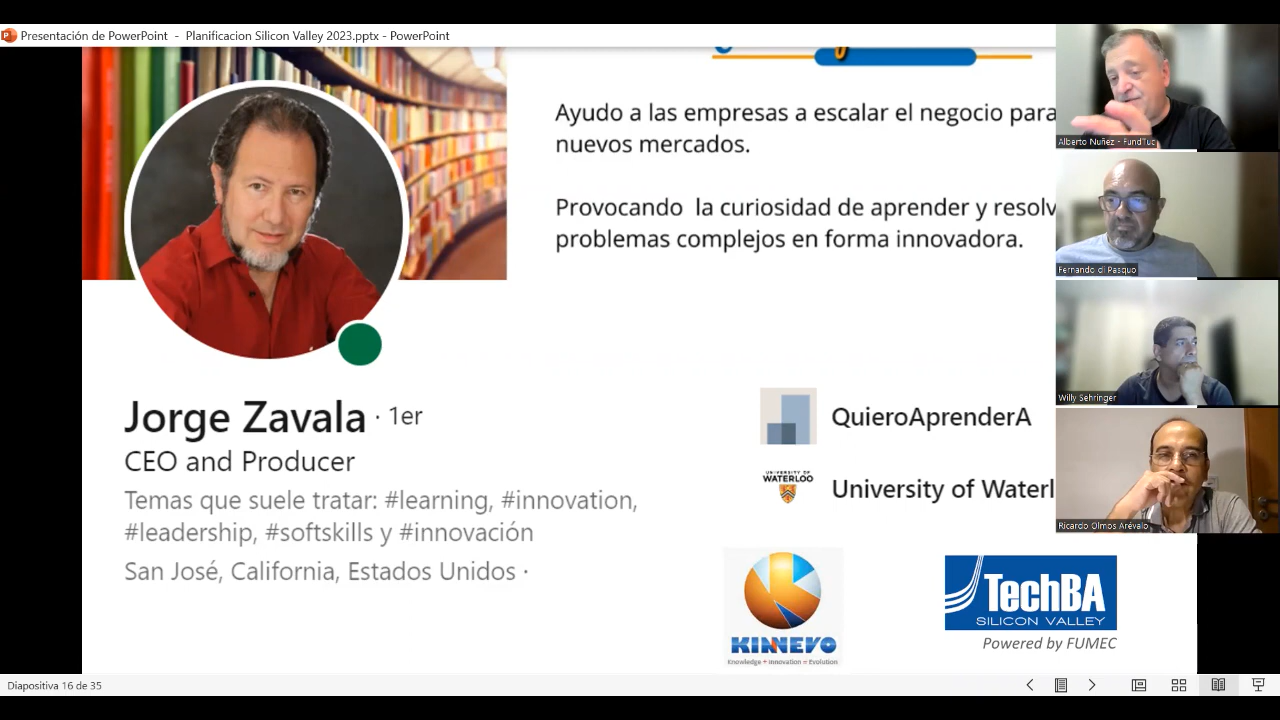 Presentación de PowerPoint - Planificacion Silicon Valley 2023.pptx - PowerPoint
Ayudo a las empresas a escalar el negocio para
nuevos mercados.
Provocando la curiosidad de aprender y resolv
problemas complejos en forma innovadora.
Jorge Zavala · 1er
CEO and Producer
Temas que suele tratar: #learning, #innovation,
#leadership, #softskills y #innovación
San José, California, Estados Unidos ·
QuieroAprenderA
UNIVERSITY OF
WATERLOO
University of Waterl
KINNEVO
Knowledge + Innovation = Evolution
TechBA
SILICON VALLEY
Powered by FUMEC
Alberto Nuñez - FundTuc
Fernando di Pasquo
Willy Sehringer
Ricardo Olmos Arévalo
Diapositiva 16 de 35